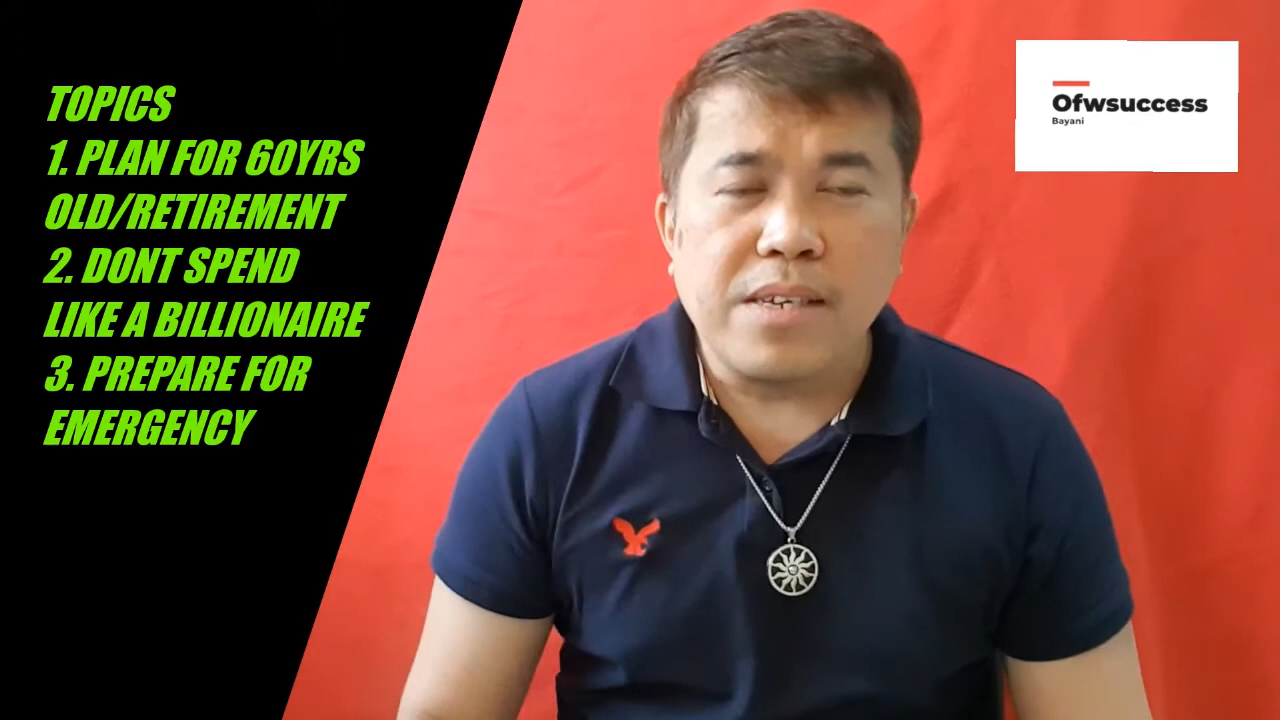 TOPICS
1. PLAN FOR 60YRS
OLD/RETIREMENT
2. DONT SPEND
LIKE A BILLIONAIRE
3. PREPARE FOR
EMERGENCY
Ofwsuccess
Bayani